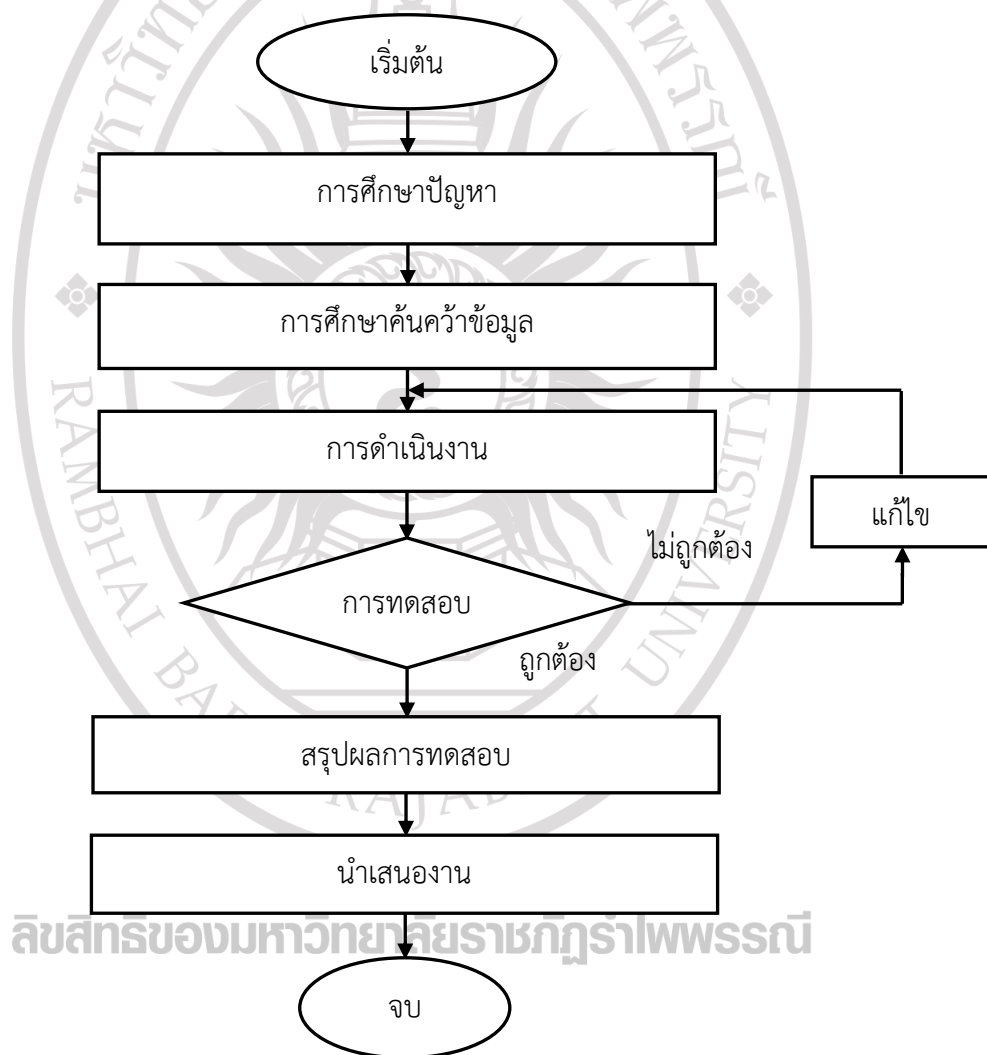 เริ่มต้น
การศึกษาปัญหา
การศึกษาค้นคว้าข้อมูล
การดำเนินงาน
แก้ไข
ไม่ถูกต้อง
การทดสอบ
ถูกต้อง
สรุปผลการทดสอบ
นำเสนองาน
จบ
RAMBHAI
UNIVERSITY
ลิขสิทธิ์ของมหาวิทยาลัยราชภัฏรำไพพรรณี